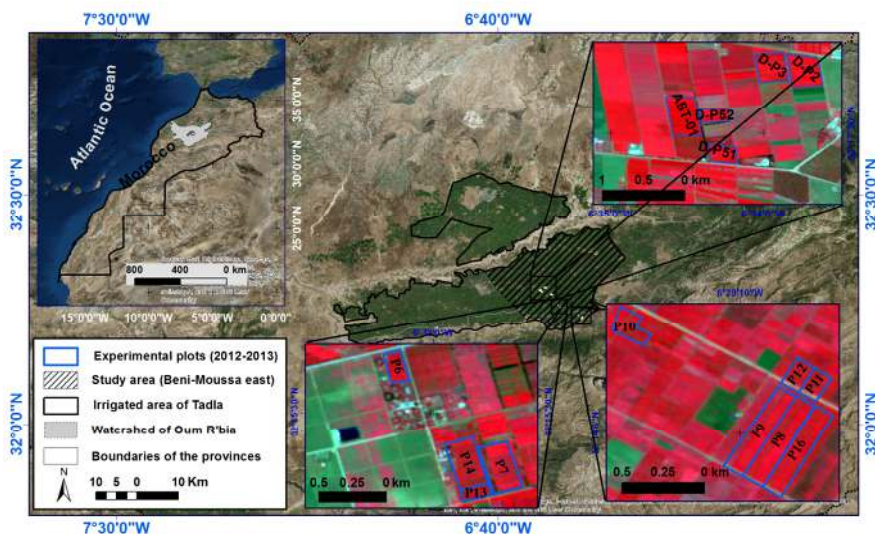 7°30'0"W
6°40'0"W
32°30'0"N
32°0'0"N
Atlantic Ocean
Morocco
800 400 0 km
35°0'0"N
30°0'0"N
25°0'0"N
15°0'0"W 10°0'0"W 5°0'0"W 0°0'0"
D-P3
D-P2
AST-01
D-P52
D-P51
1 0.5 0 km
Experimental plots (2012-2013)
Study area (Beni-Moussa east)
Irrigated area of Tadla
Watershed of Oum R'bia
Boundaries of the provinces
N
10 5 0 10 Km
P6
P14
P7
P13
0.5 0.25 0 km
6°29'10"W
P10
P12
P11
P9
P8
P16
0.5 0.25 0 km
32°30'0"N
32°0'0"N
7°30'0"W
6°40'0"W